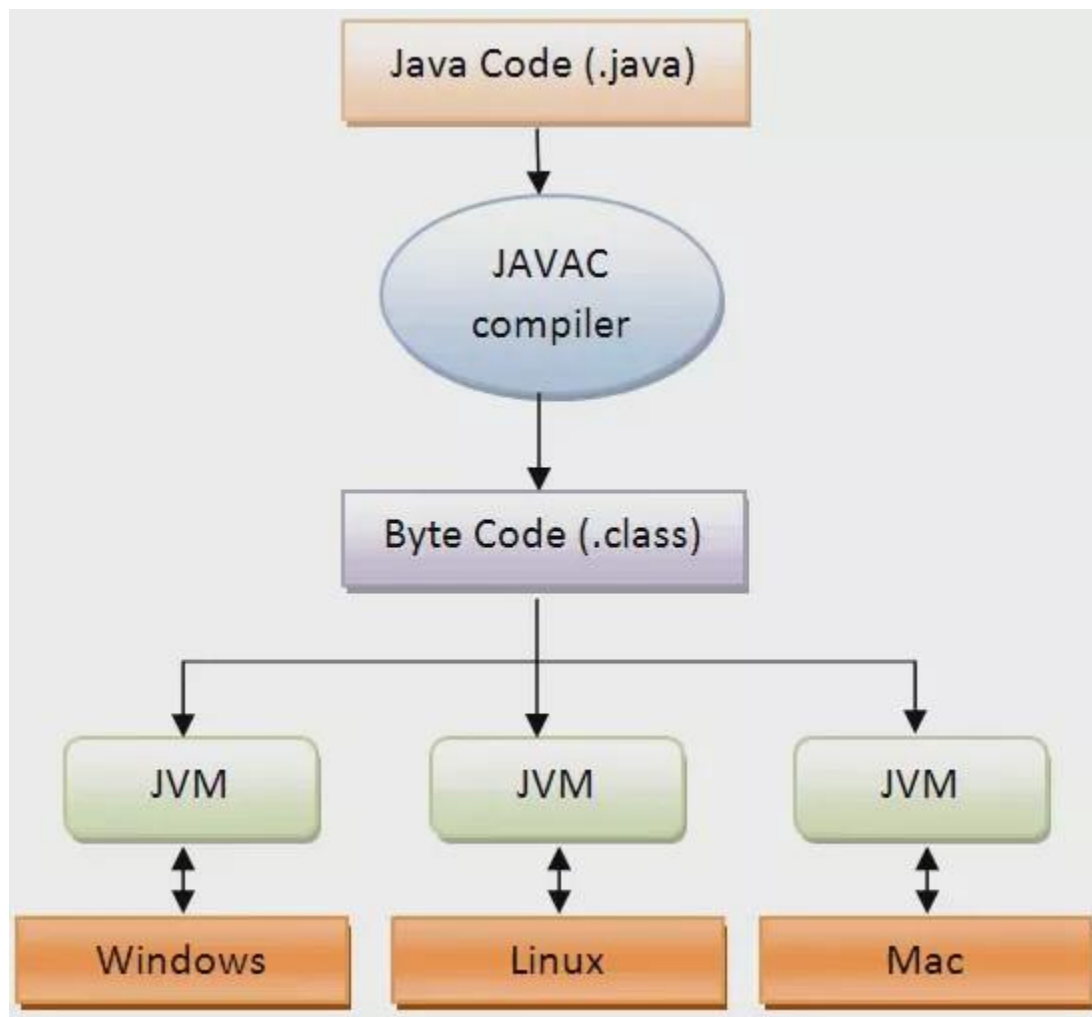 Java Code (.java)
JAVAC
compiler
Byte Code (.class)
JVM
JVM
JVM
Windows
Linux
Mac